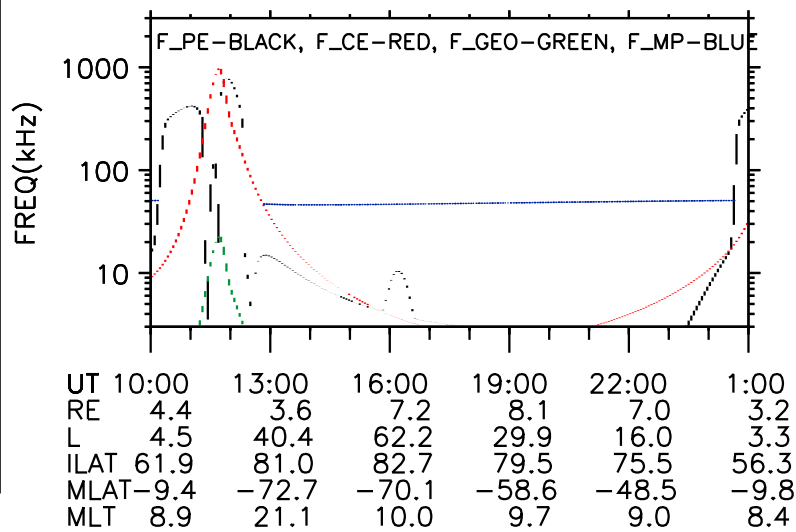 F_PE-BLACK, F_CE-RED, F_GEO-GREEN, F_MP-BLUE
1000
100
10
FREQ(kHz)
UT 10:00 13:00 16:00 19:00 22:00 1:00
RE 4.4 3.6 7.2 8.1 7.0 3.2
L 4.5 40.4 62.2 29.9 16.0 3.3
ILAT 61.9 81.0 82.7 79.5 75.5 56.3
MLAT-9.4 -72.7 -70.1 -58.6 -48.5 -9.8
MLT 8.9 21.1 10.0 9.7 9.0 8.4